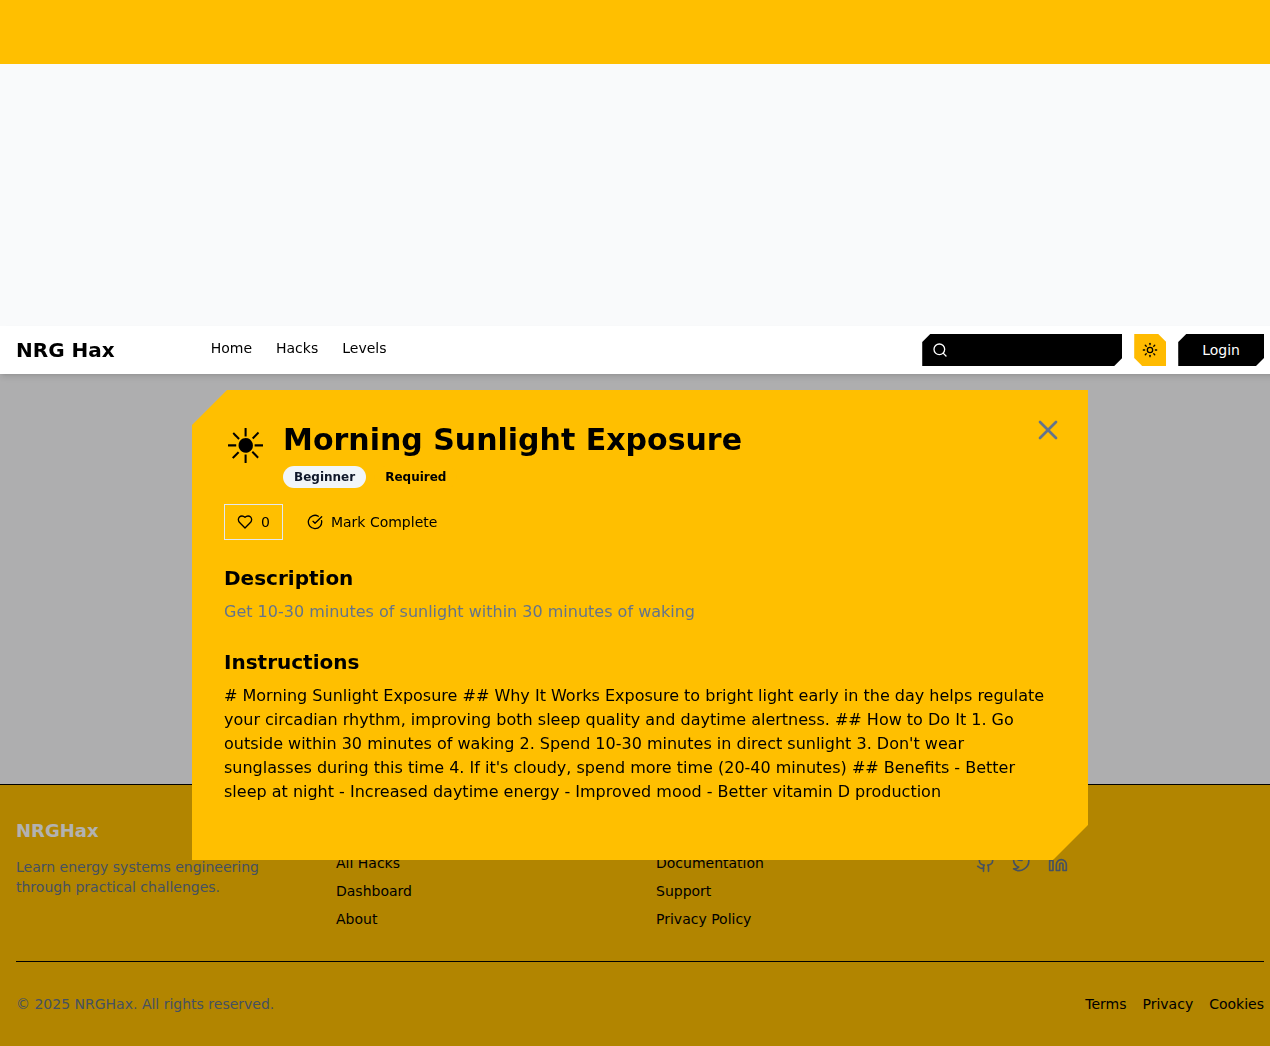 NRG Hax
Home Hacks Levels
Login
Morning Sunlight Exposure
Beginner Required
0 Mark Complete
Description
Get 10-30 minutes of sunlight within 30 minutes of waking
Instructions
# Morning Sunlight Exposure ## Why It Works Exposure to bright light early in the day helps regulate
your circadian rhythm, improving both sleep quality and daytime alertness. ## How to Do It 1. Go
outside within 30 minutes of waking 2. Spend 10-30 minutes in direct sunlight 3. Don't wear
sunglasses during this time 4. If it's cloudy, spend more time (20-40 minutes) ## Benefits - Better
sleep at night - Increased daytime energy - Improved mood - Better vitamin D production
NRGHax
Learn energy systems engineering
through practical challenges.
All Hacks
Dashboard
About
Documentation
Support
Privacy Policy
© 2025 NRGHax. All rights reserved.
Terms Privacy Cookies